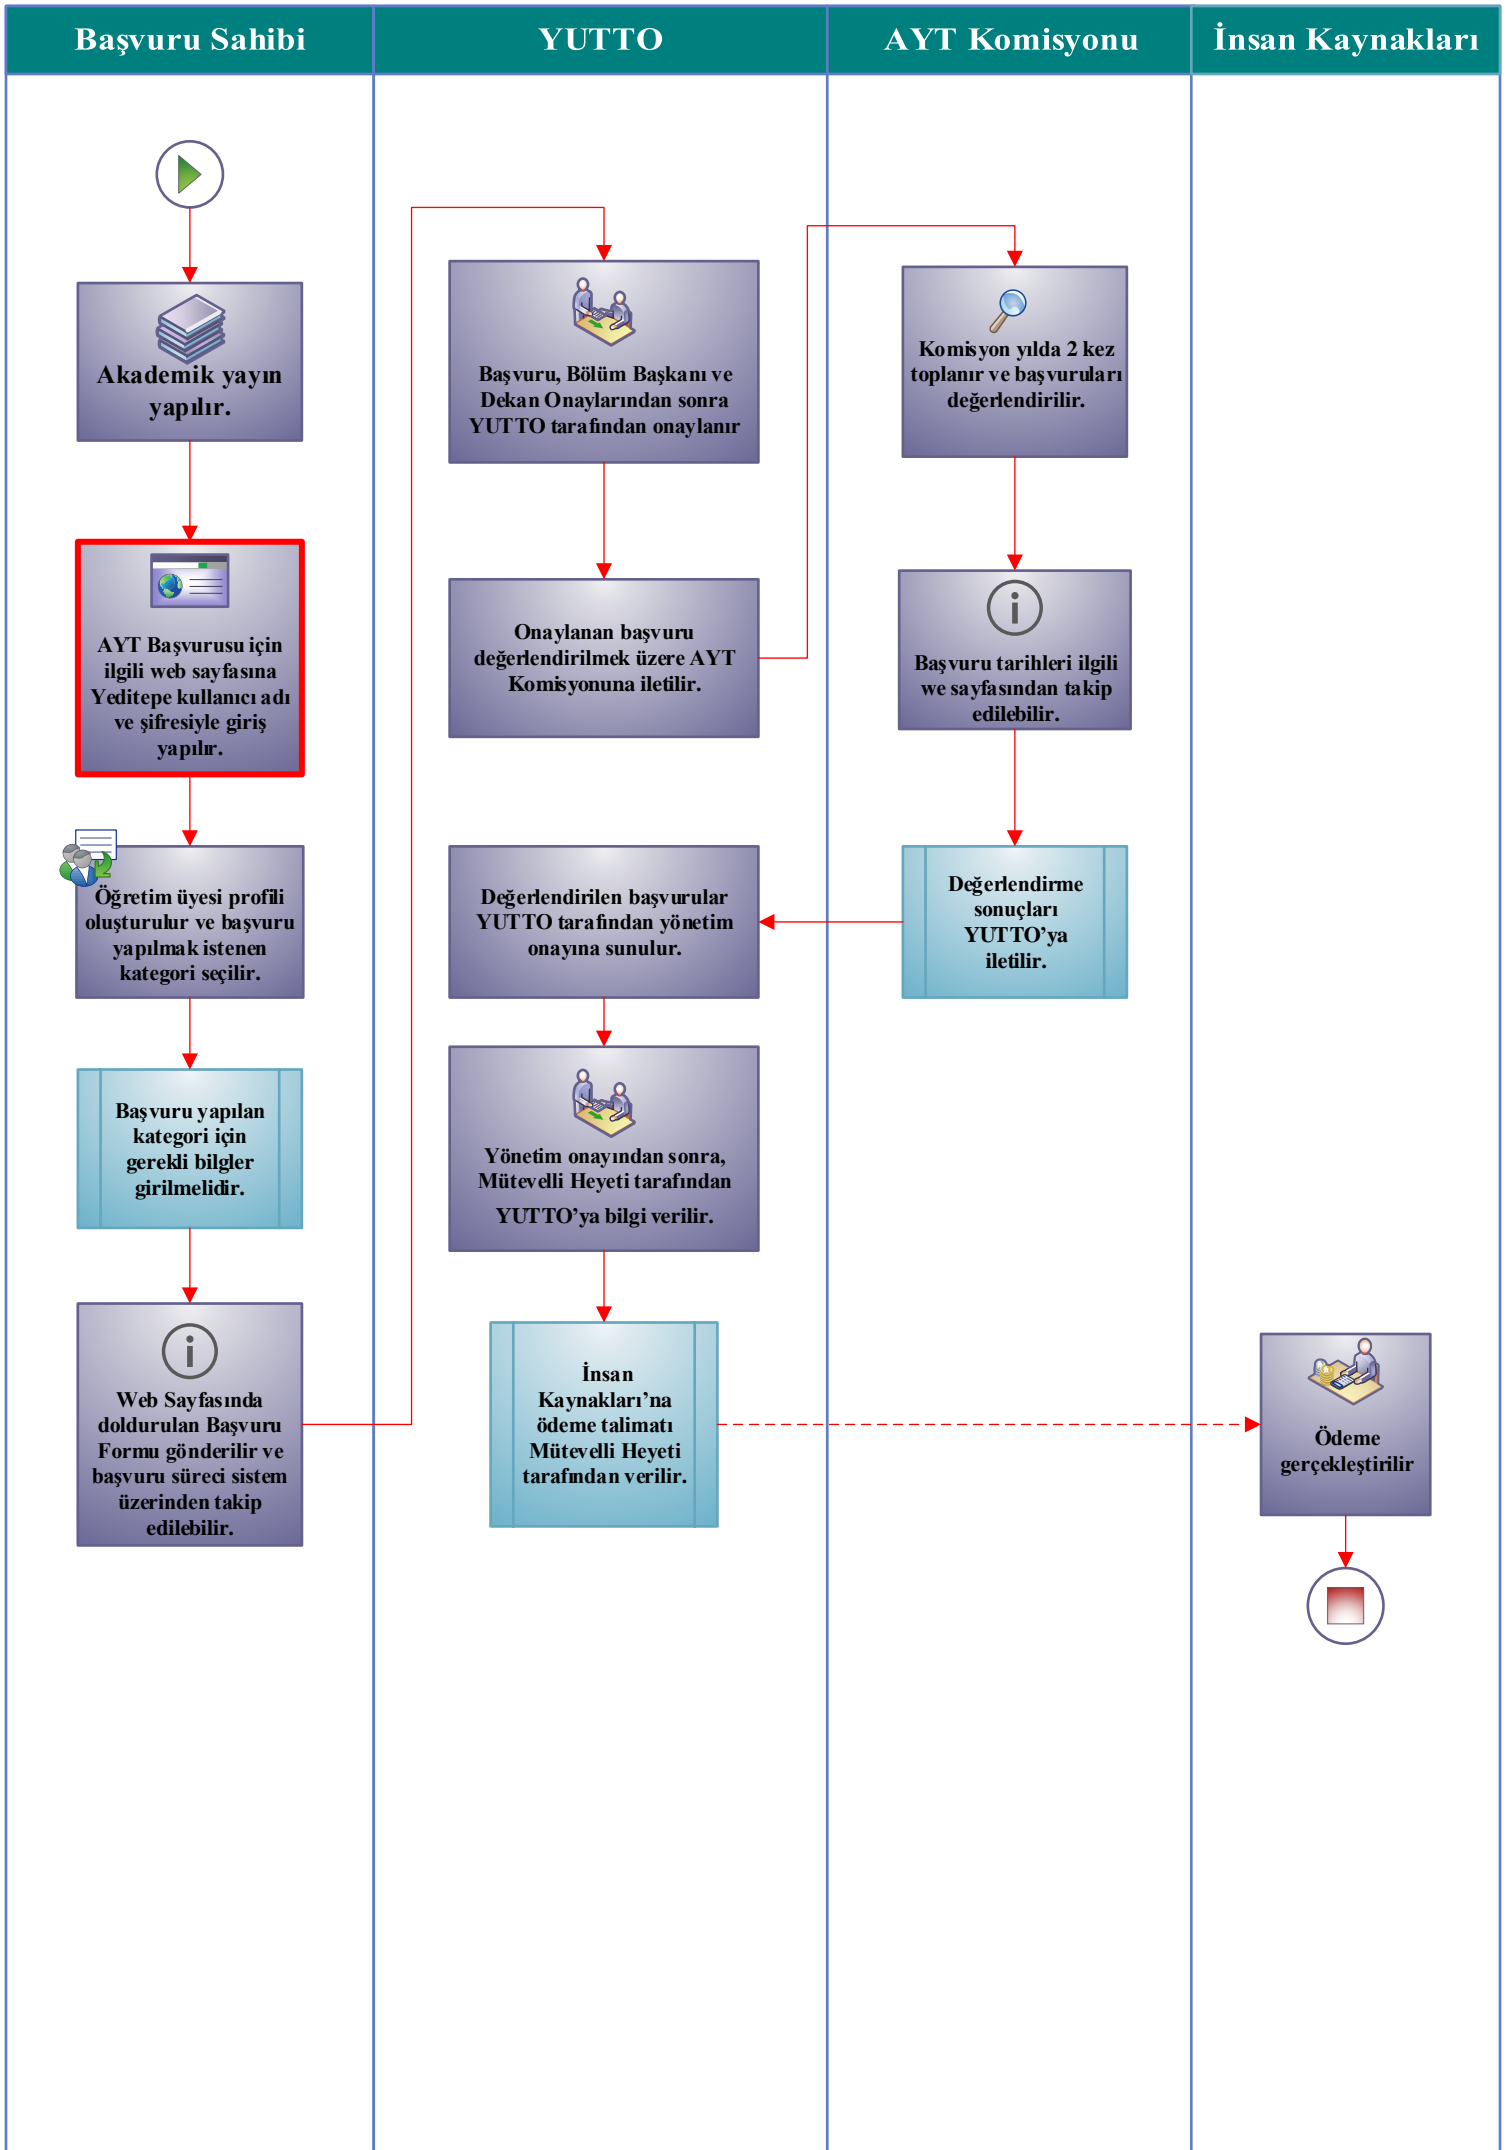 Başvuru Sahibi
YUTTO
AYT Komisyonu
İnsan Kaynakları
Akademik yayın
yapılır.
AYT Başvurusu için
ilgili web sayfasına
Yeditepe kullanıcı adı
ve şifresiyle giriş
yapılır.
Öğretim üyesi profili
oluşturulur ve başvuru
yapılmak istenen
kategori seçilir.
Başvuru yapılan
kategori için
gerekli bilgler
girilmelidir.
Web Sayfasında
doldurulan Başvuru
Formu gönderilir ve
başvuru süreci sistem
üzerinden takip
edilebilir.
Başvuru, Bölüm Başkanı ve
Dekan Onaylarından sonra
YUTTO tarafından onaylanır
Onaylanan başvuru
değerlendirilmek üzere AYT
Komisyonuna iletilir.
Komisyon yılda 2 kez
toplanır ve başvuruları
değerlendirilir.
Başvuru tarihleri ilgili
we sayfasından takip
edilebilir.
Değerlendirme
sonuçları
YUTTO’ya
iletilir.
Değerlendirilen başvurular
YUTTO tarafından yönetim
onayına sunulur.
Yönetim onayından sonra,
Mütevelli Heyeti tarafından
YUTTO’ya bilgi verilir.
İnsan
Kaynakları’na
ödeme talimatı
Mütevelli Heyeti
tarafından verilir.
Ödeme
gerçekleştirilir